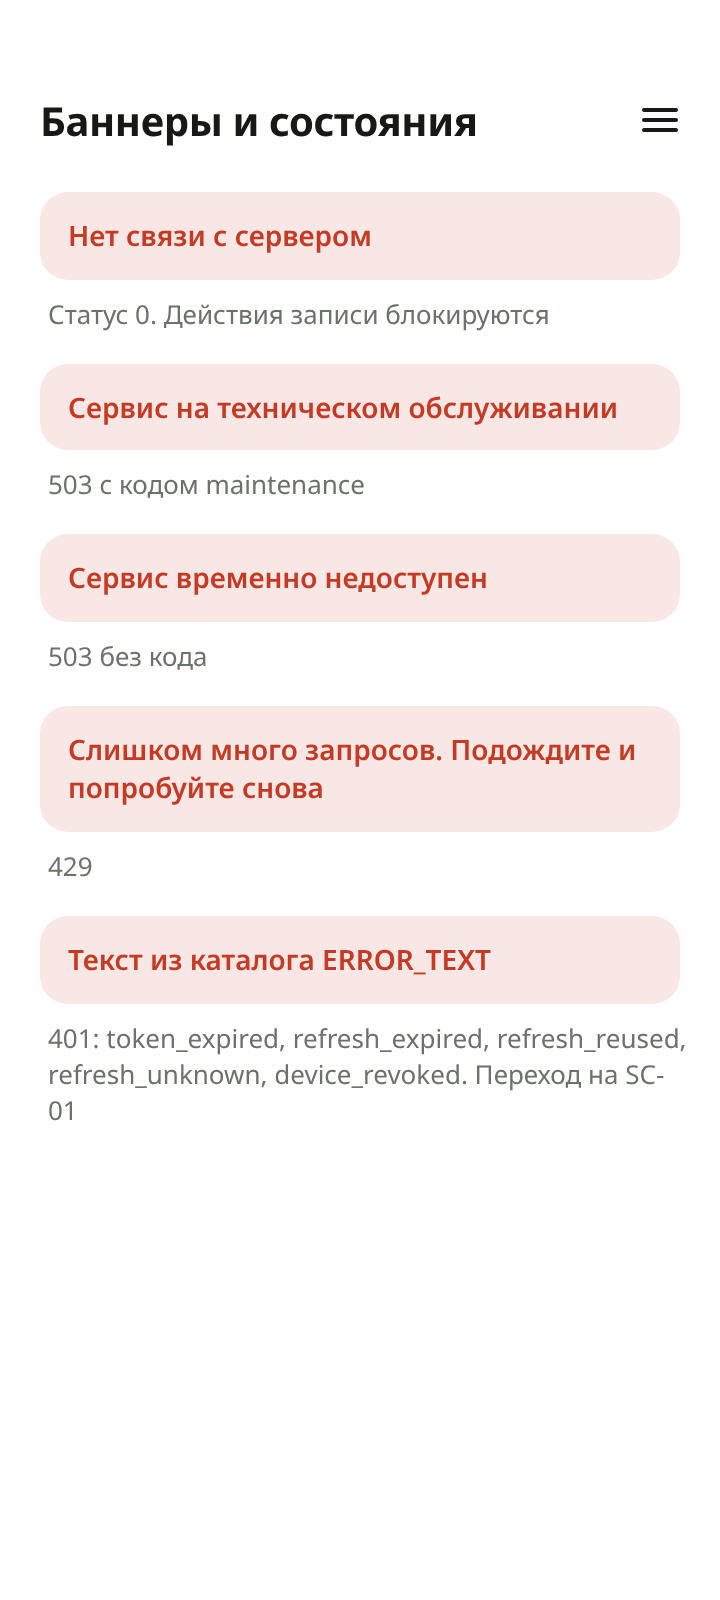 Баннеры и состояния
Нет связи с сервером
Статус 0. Действия записи блокируются
Сервис на техническом обслуживании
503 с кодом maintenance
Сервис временно недоступен
503 без кода
Слишком много запросов. Подождите и
попробуйте снова
429
Текст из каталога ERROR_TEXT
401: token_expired, refresh_expired, refresh_reused,
refresh_unknown, device_revoked. Переход на SC-
01